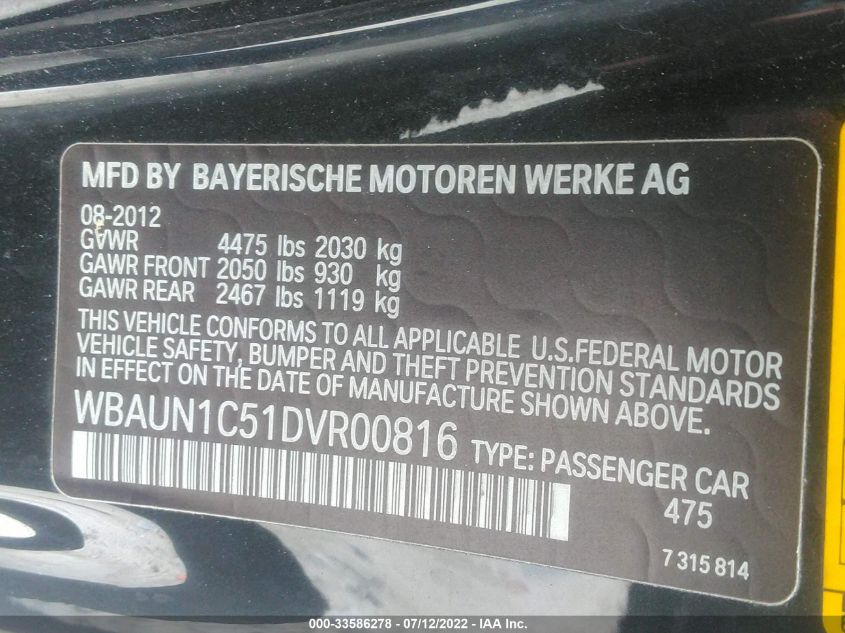 MFD BY BAYERISCHE MOTOREN WERKE AG
08-2012
GVWR 4475 lbs 2030 kg
GAWR FRONT 2050 lbs 930 kg
GAWR REAR 2467 lbs 1119 kg
THIS VEHICLE CONFORMS TO ALL APPLICABLE U.S.FEDERAL MOTOR
VEHICLE SAFETY, BUMPER AND THEFT PREVENTION STANDARDS
IN EFFECT ON THE DATE OF MANUFACTURE SHOWN ABOVE.
WBAUN1C51DVR00816 TYPE: PASSENGER CAR
475
7 315 814
000-33586278 - 07/12/2022 - IAA Inc.